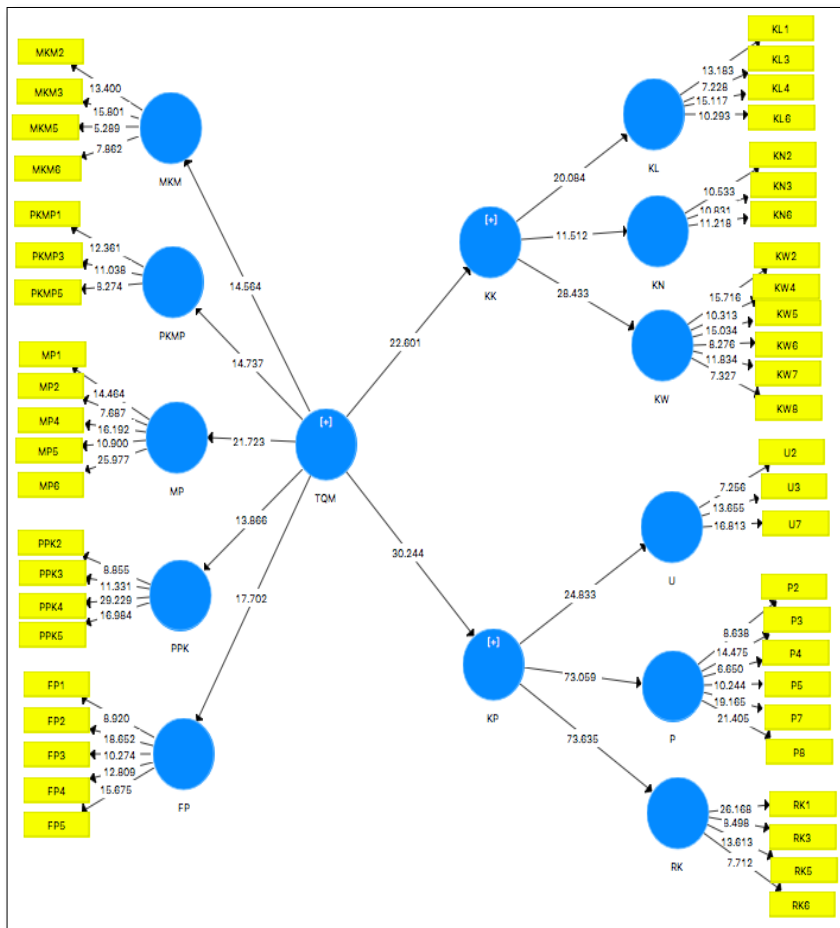 MKM2
MKM3
MKM5
MKM6
13.400
15.801
5.289
7.862
MKM
PKMP1
PKMP3
PKMP5
12.361
11.038
8.274
PKMP
MP1
MP2
MP4
MP5
MP6
14.464
7.687
16.192
10.900
25.977
MP
PPK2
PPK3
PPK4
PPK5
8.855
11.331
29.229
16.984
PPK
FP1
FP2
FP3
FP4
FP5
8.920
18.652
10.274
12.809
15.675
FP
14.564
14.737
21.723
13.866
17.702
[+]
TQM
22.601
30.244
[+]
KK
20.084
11.512
28.433
[+]
KP
24.833
73.059
73.635
KL
13.183
7.228
15.117
10.293
KL1
KL3
KL4
KL6
KN
10.533
10.831
11.218
KN2
KN3
KN6
KW
15.716
10.313
15.034
8.276
11.834
7.327
KW2
KW4
KW5
KW6
KW7
KW8
U
7.256
13.655
16.813
U2
U3
U7
P
8.638
14.475
6.650
10.244
19.165
21.405
P2
P3
P4
P5
P7
P8
RK
26.168
8.498
13.613
7.712
RK1
RK3
RK5
RK6